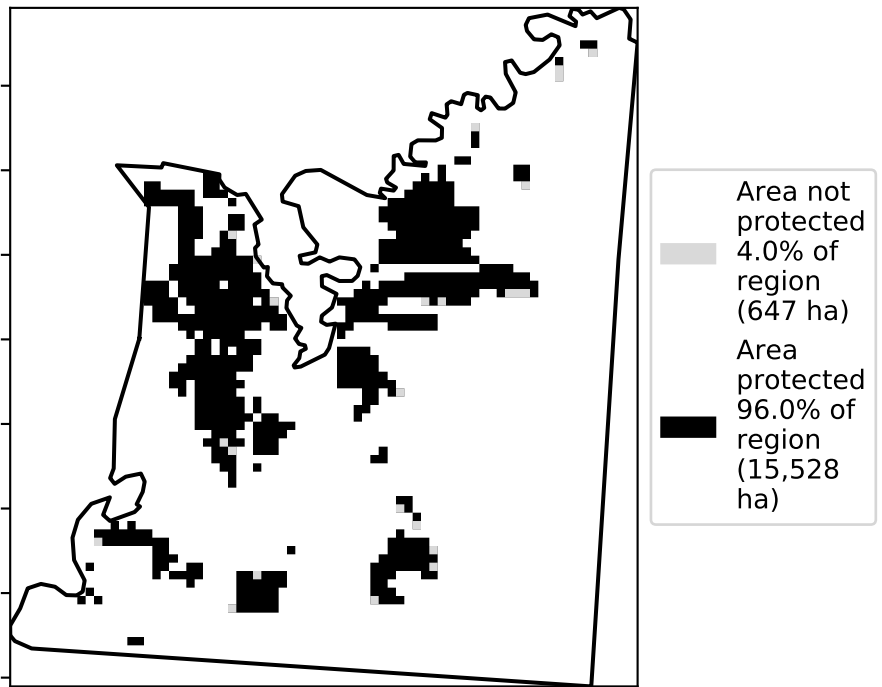 Area not
protected
4.0% of
region
(647 ha)
Area
protected
96.0% of
region
(15,528
ha)